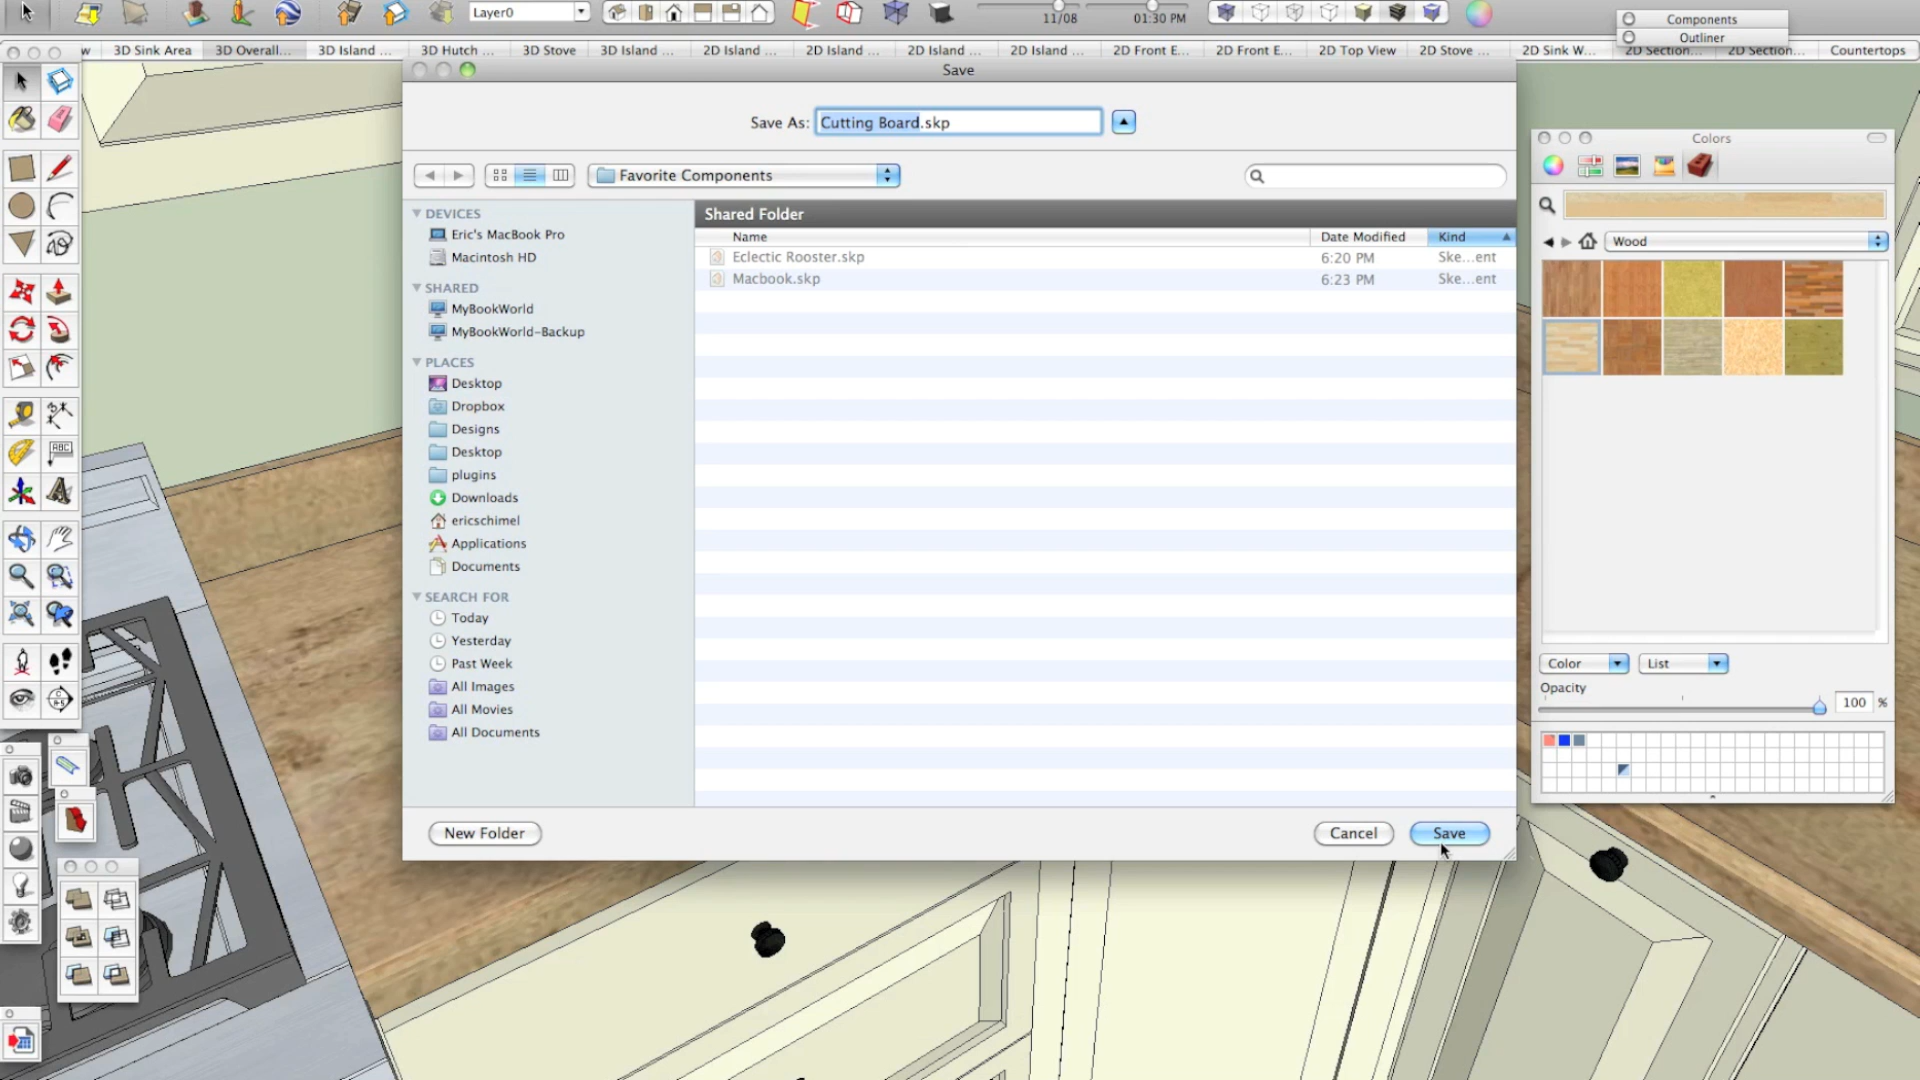 Layer0
11/08
01:30 PM
Components
Outliner
3D Sink Area
3D Overall...
3D Island ...
3D Hutch ...
3D Stove
3D Island ...
2D Island ...
2D Island ...
2D Island ...
2D Island ...
2D Front E...
2D Front E...
2D Top View
2D Stove ...
2D Sink W...
2D Section...
2D Section...
Countertops
Save
Save As: Cutting Board.skp
Favorite Components
DEVICES
Eric's MacBook Pro
Macintosh HD
SHARED
MyBookWorld
MyBookWorld-Backup
PLACES
Desktop
Dropbox
Designs
Desktop
plugins
Downloads
ericschimel
Applications
Documents
SEARCH FOR
Today
Yesterday
Past Week
All Images
All Movies
All Documents
Shared Folder
Name Date Modified Kind
Eclectic Rooster.skp 6:20 PM Ske...ent
Macbook.skp 6:23 PM Ske...ent
New Folder
Cancel
Save
Colors
Wood
Color
List
Opacity
100 %
ABC